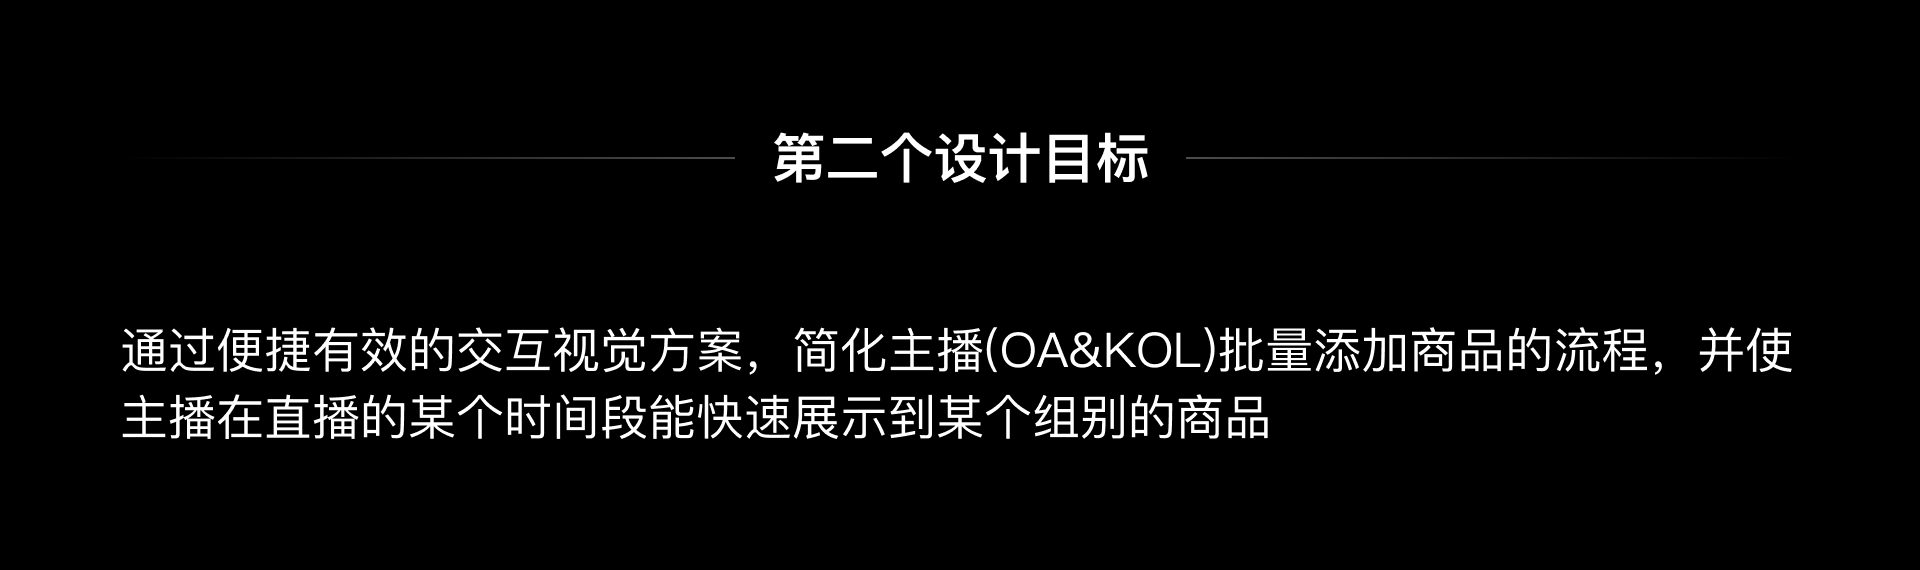 第二个设计目标
通过便捷有效的交互视觉方案，简化主播(OA&KOL)批量添加商品的流程，并使
主播在直播的某个时间段能快速展示到某个组别的商品